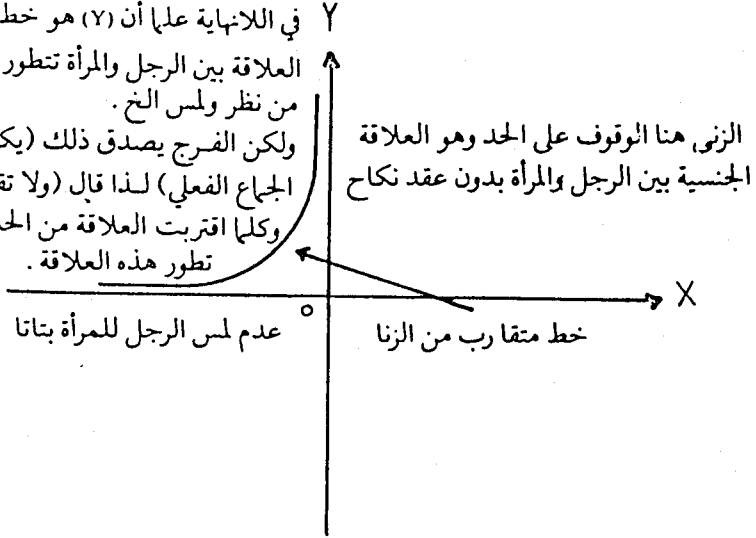 في اللانهاية علما أن (Y) هو خط
Y
العلاقة بين الرجل والمرأة تتطور
من نظر ولمس الخ .
ولكن الفرج يصدق ذلك (يك
الجماع الفعلي) لذا قال (ولا تق
وكلما اقتربت العلاقة من الحد
تطور هذه العلاقة .
الزنى هنا الوقوف على الحد وهو العلاقة
الجنسية بين الرجل والمرأة بدون عقد نكاح
X
o
عدم لمس الرجل للمرأة بتاتا
خط متقارب من الزنا